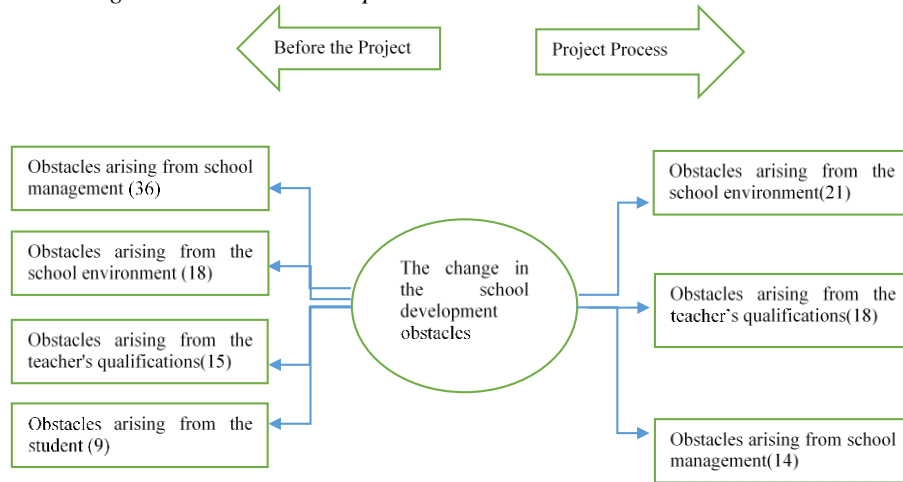 Before the Project
Project Process
Obstacles arising from school
management (36)
Obstacles arising from the
school environment (18)
Obstacles arising from the
teacher's qualifications(15)
Obstacles arising from the
student (9)
The change in
the school
development
obstacles
Obstacles arising from the
school environment(21)
Obstacles arising from the
teacher's qualifications(18)
Obstacles arising from school
management(14)